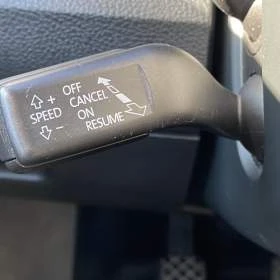 OFF
+ CANCEL
SPEED ON
- RESUME